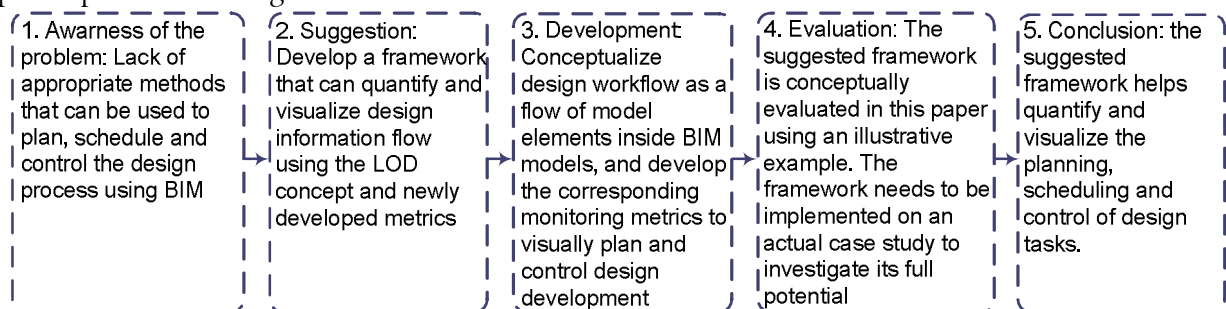 1. Awarness of the
problem: Lack of
appropriate methods
that can be used to
plan, schedule and
control the design
process using BIM
2. Suggestion:
Develop a framework
that can quantify and
visualize design
information flow
using the LOD
concept and newly
developed metrics
3. Development:
Conceptualize
design workflow as a
flow of model
elements inside BIM
models, and develop
the corresponding
monitoring metrics to
visually plan and
control design
development
4. Evaluation: The
suggested framework
is conceptually
evaluated in this paper
using an illustrative
example. The
framework needs to be
implemented on an
actual case study to
investigate its full
potential
5. Conclusion: the
suggested
framework helps
quantify and
visualize the
planning,
scheduling and
control of design
tasks.